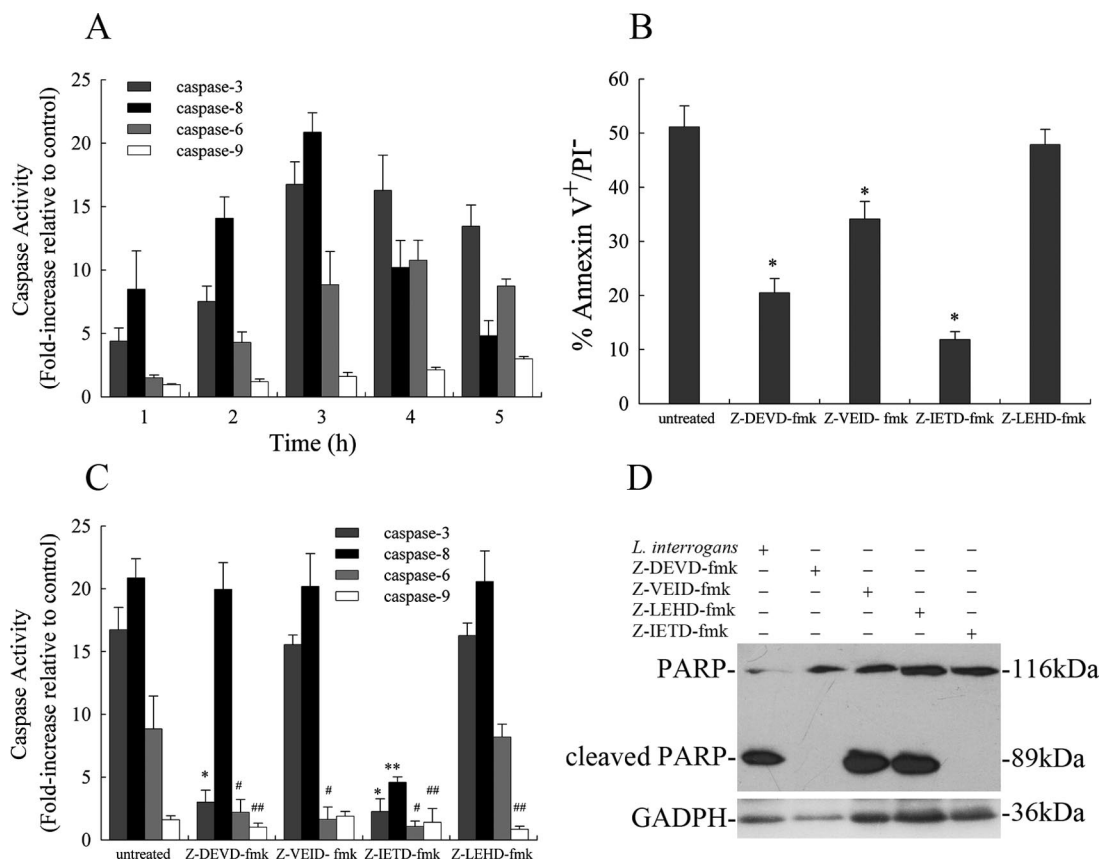 A
Caspase Activity
(Fold-increase relative to control)
25
20
15
10
5
0
caspase-3
caspase-8
caspase-6
caspase-9
1 2 3 4 5
Time (h)
B
% Annexin V+/PI-
60
50
40
30
20
10
0
*
*
*
untreated Z-DEVD-fmk Z-VEID- fmk Z-IETD-fmk Z-LEHD-fmk
C
Caspase Activity
(Fold-increase relative to control)
25
20
15
10
5
0
caspase-3
caspase-8
caspase-6
caspase-9
* # ## # * ** # ## ##
untreated Z-DEVD-fmk Z-VEID- fmk Z-IETD-fmk Z-LEHD-fmk
D
L. interrogans + – – – –
Z-DEVD-fmk – + – – –
Z-VEID-fmk – – + – –
Z-LEHD-fmk – – – + –
Z-IETD-fmk – – – – +
PARP- -116kDa
cleaved PARP- -89kDa
GADPH- -36kDa